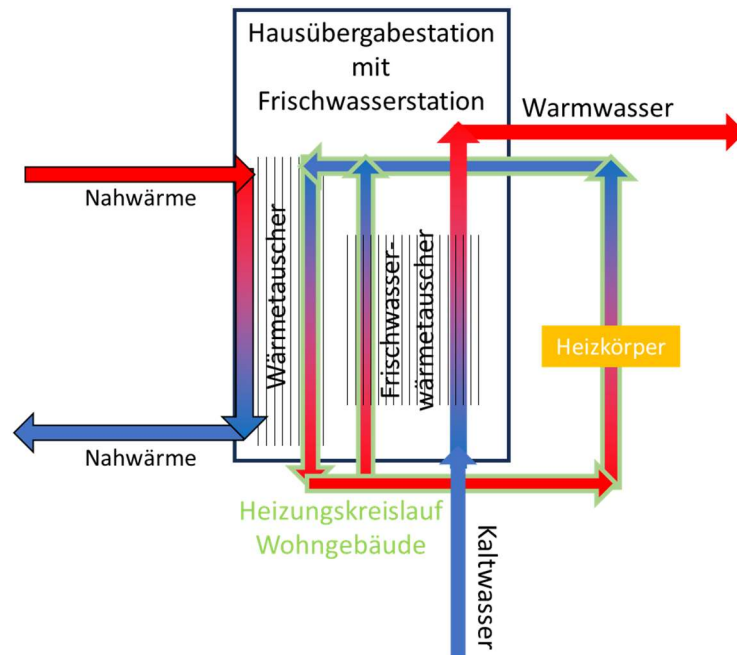 Hausübergabestation
mit
Frischwasserstation
Warmwasser
Nahwärme
Wärmetauscher
Frischwasser-
wärmetauscher
Heizkörper
Nahwärme
Heizungskreislauf
Wohngebäude
Kaltwasser